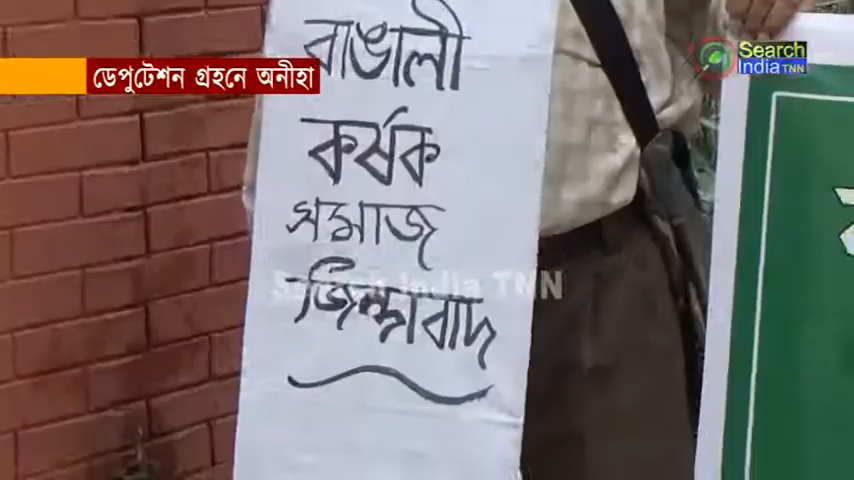 ডেপুটেশন গ্রহনে অনীহা
Search
India TNN
বাঙালী
কর্ষক
সমাজ
জিন্দাবাদ
Search India TNN